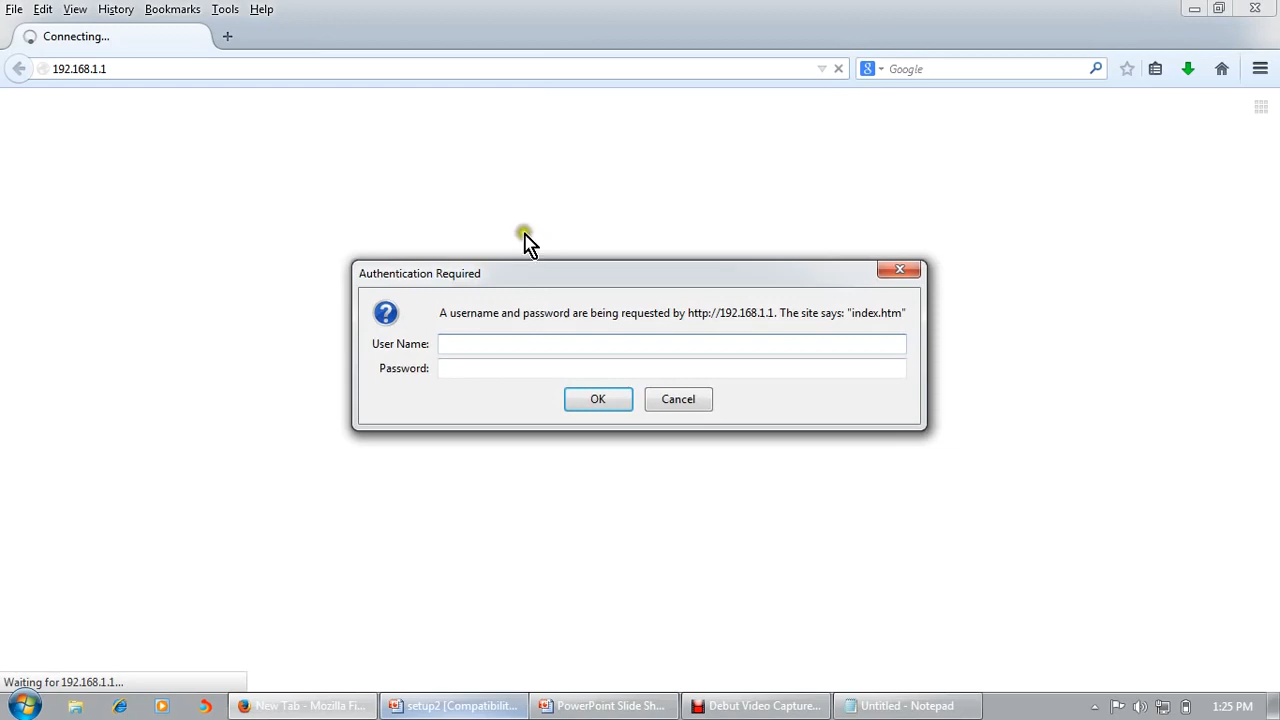 File Edit View History Bookmarks Tools Help
Connecting...
192.168.1.1
Google
Authentication Required
A username and password are being requested by http://192.168.1.1. The site says: "index.htm"
User Name:
Password:
OK Cancel
Waiting for 192.168.1.1...
New Tab - Mozilla Fi... setup2 [Compatibilit... PowerPoint Slide Sh... Debut Video Capture... Untitled - Notepad 1:25 PM